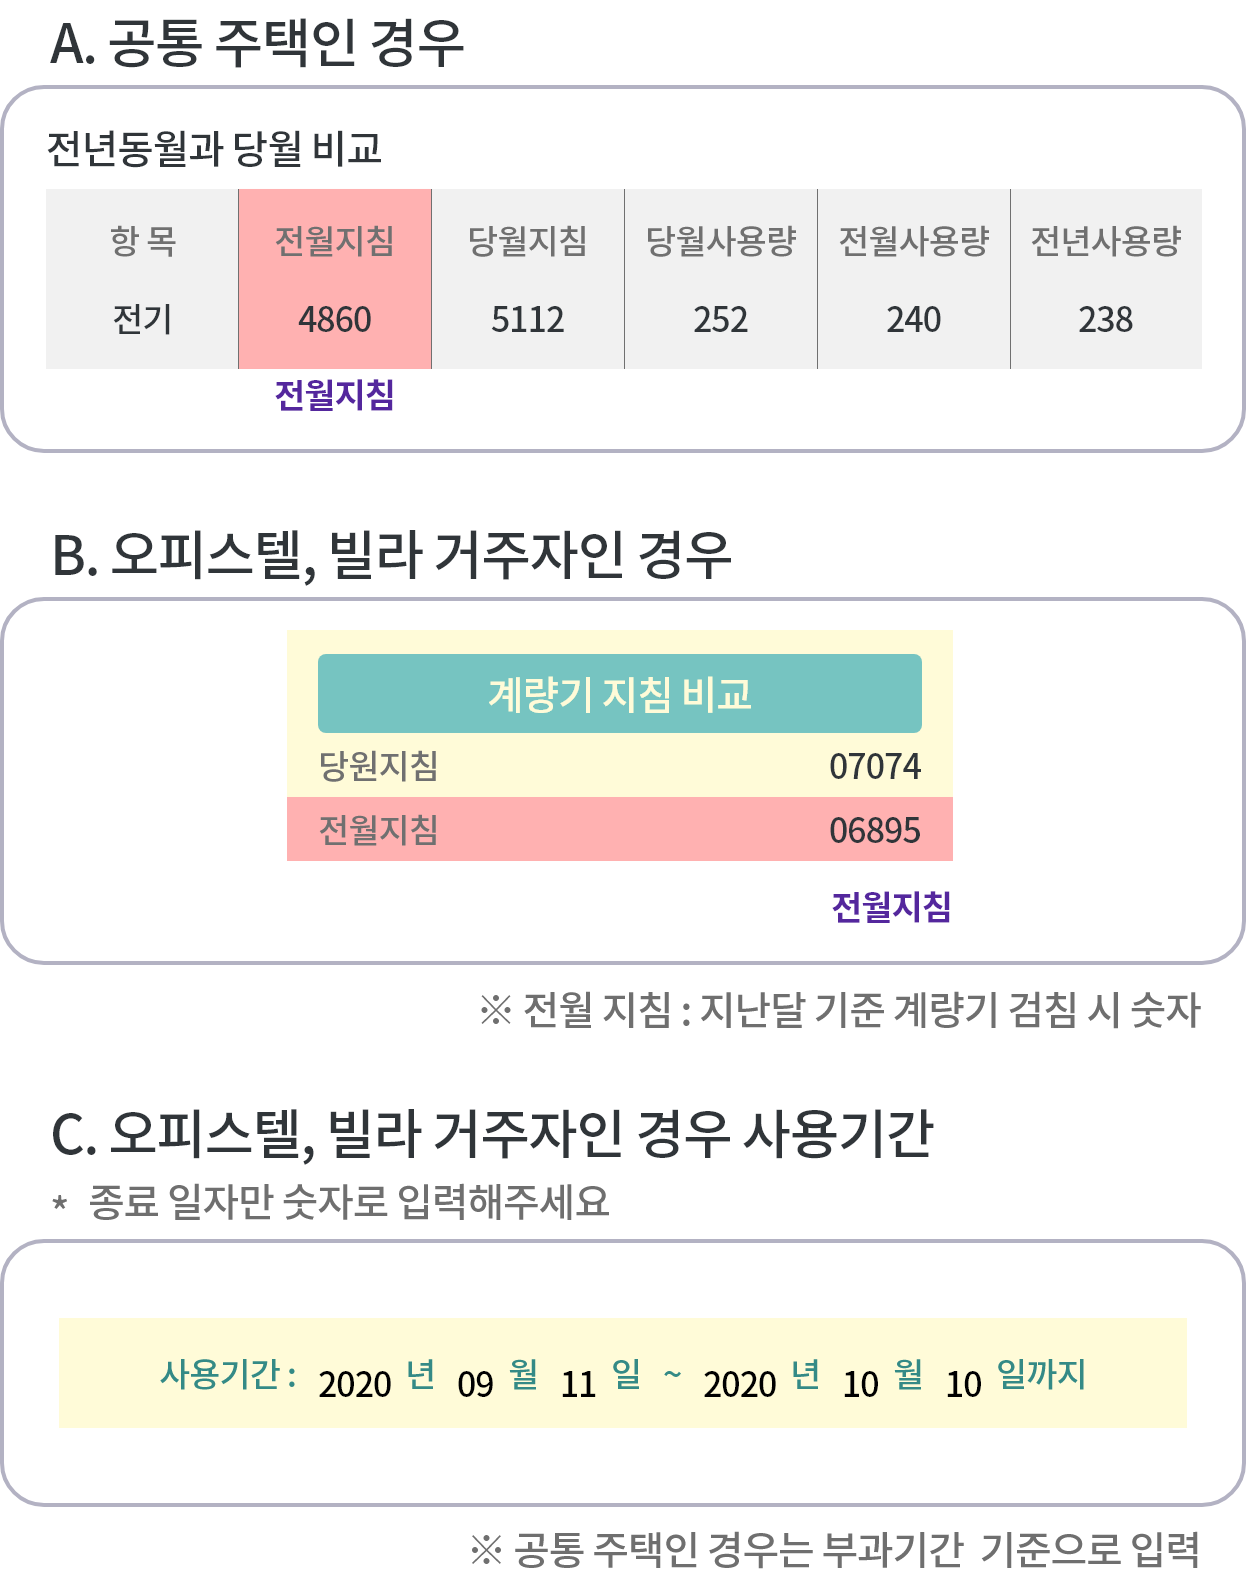 A. 공통 주택인 경우
전년동월과 당월 비교
항 목 전월지침 당월지침 당월사용량 전월사용량 전년사용량
전기 4860 5112 252 240 238
전월지침
B. 오피스텔, 빌라 거주자인 경우
계량기 지침 비교
당원지침 07074
전월지침 06895
전월지침
※ 전월 지침 : 지난달 기준 계량기 검침 시 숫자
C. 오피스텔, 빌라 거주자인 경우 사용기간
* 종료 일자만 숫자로 입력해주세요
사용기간 : 2020 년 09 월 11 일 ~ 2020 년 10 월 10 일까지
※ 공통 주택인 경우는 부과기간 기준으로 입력